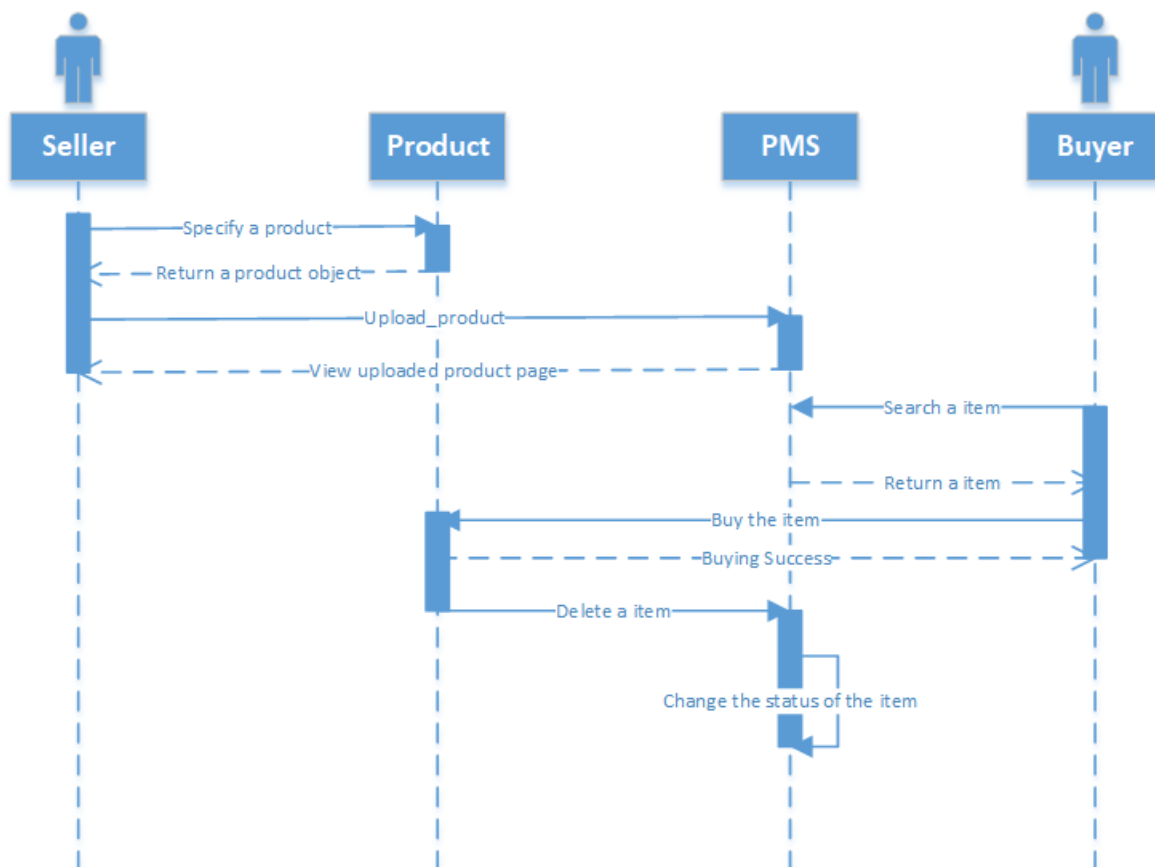 Seller
Product
PMS
Buyer
Specify a product
Return a product object
Upload_product
View uploaded product page
Search a item
Return a item
Buy the item
Buying Success
Delete a item
Change the status of the item